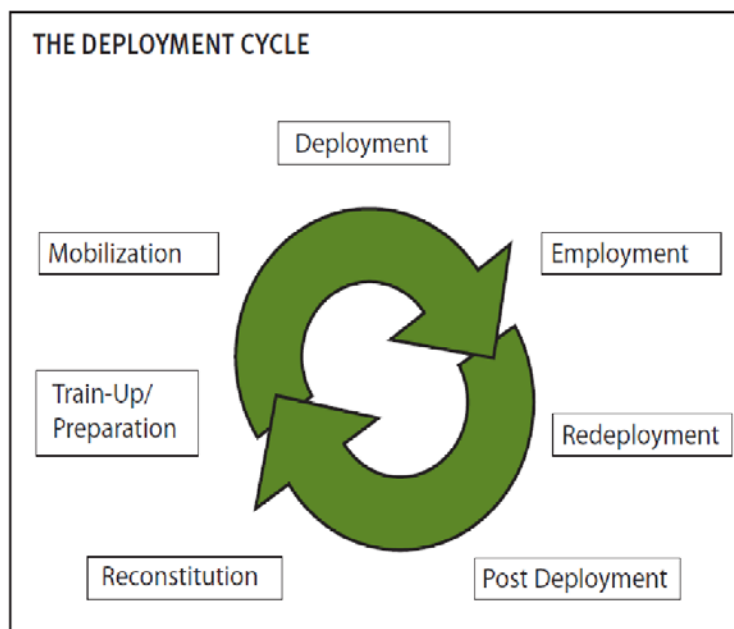 THE DEPLOYMENT CYCLE
Deployment
Mobilization
Employment
Train-Up/
Preparation
Redeployment
Reconstitution
Post Deployment